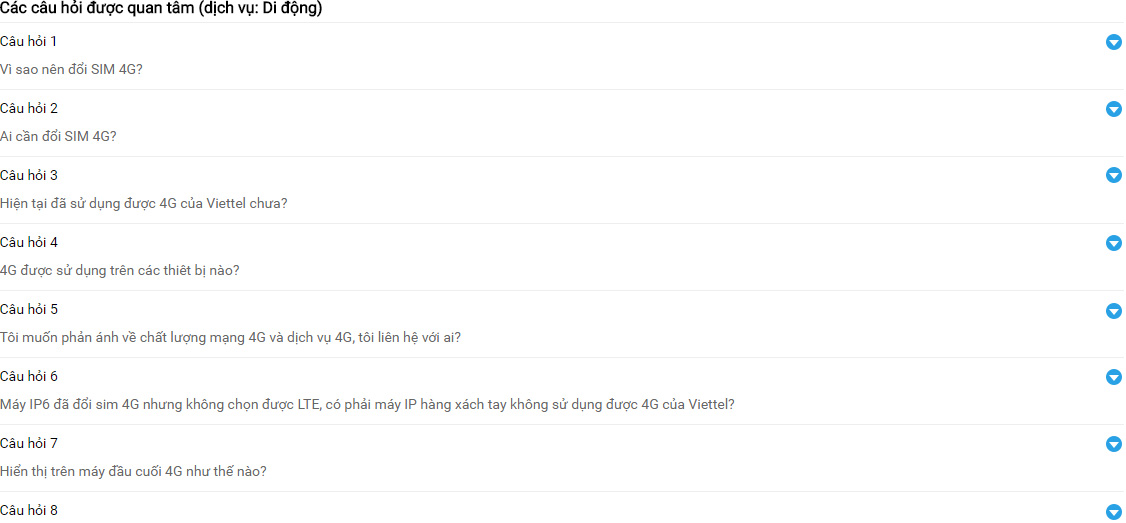 Các câu hỏi được quan tâm (dịch vụ: Di động)
Câu hỏi 1
Vì sao nên đổi SIM 4G?
Câu hỏi 2
Ai cần đổi SIM 4G?
Câu hỏi 3
Hiện tại đã sử dụng được 4G của Viettel chưa?
Câu hỏi 4
4G được sử dụng trên các thiêt bị nào?
Câu hỏi 5
Tôi muốn phản ánh về chất lượng mạng 4G và dịch vụ 4G, tôi liên hệ với ai?
Câu hỏi 6
Máy IP6 đã đổi sim 4G nhưng không chọn được LTE, có phải máy IP hàng xách tay không sử dụng được 4G của Viettel?
Câu hỏi 7
Hiển thị trên máy đầu cuối 4G như thế nào?
Câu hỏi 8